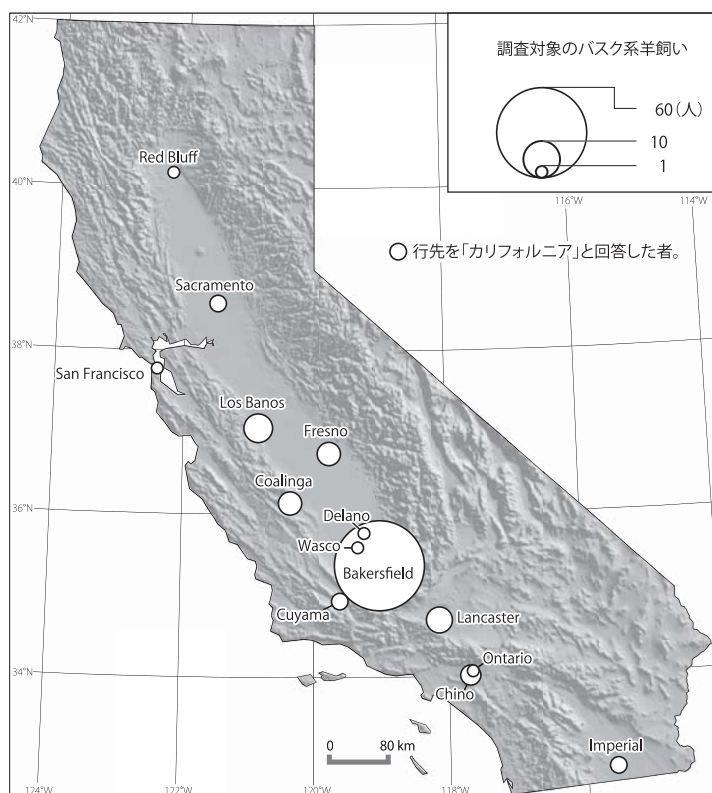 42°N
調査対象のバスク系羊飼い
60(人)
10
1
Red Bluff
40°N
116°W
114°W
行先を「カリフォルニア」と回答した者。
Sacramento
38°N
San Francisco
Los Banos
Fresno
Coalinga
36°N
Delano
Wasco
Bakersfield
Cuyama
Lancaster
34°N
Ontario
Chino
0
80 km
Imperial
124°W
122°W
120°W
118°W